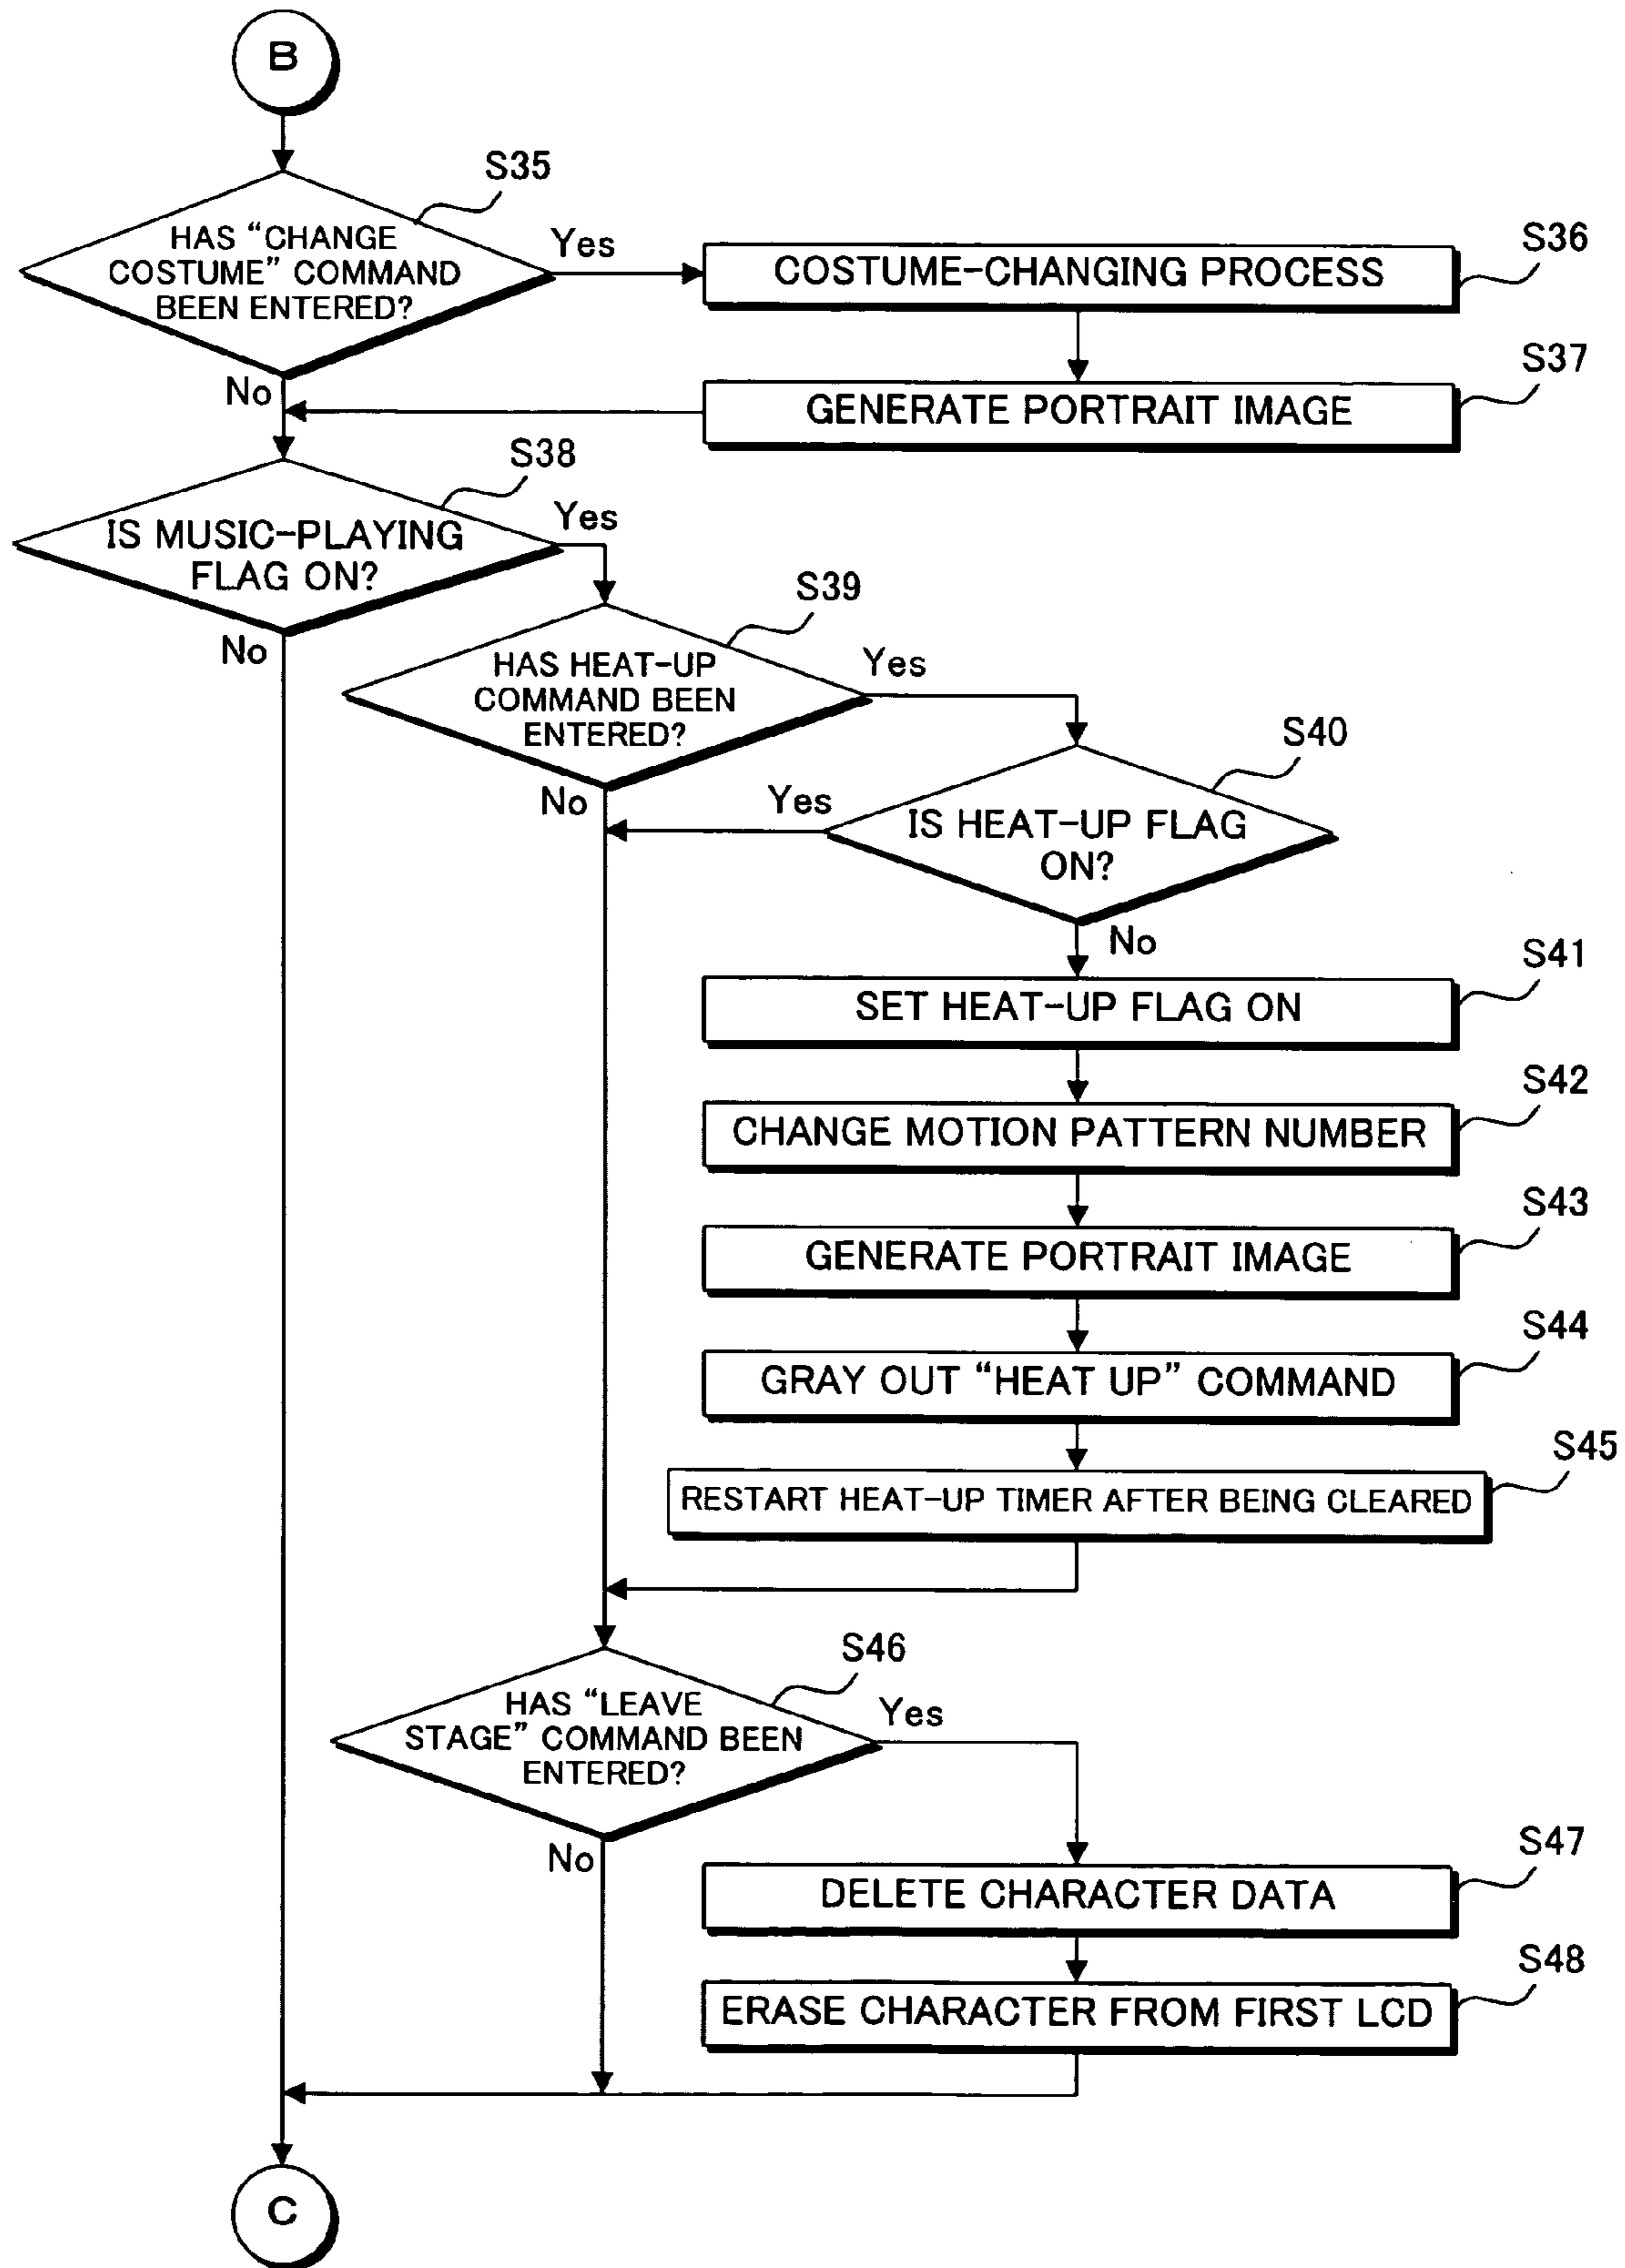 B
S35
HAS “CHANGE
COSTUME” COMMAND
BEEN ENTERED?
Yes
No
S36
COSTUME-CHANGING PROCESS
S37
GENERATE PORTRAIT IMAGE
S38
IS MUSIC-PLAYING
FLAG ON?
Yes
No
S39
HAS HEAT-UP
COMMAND BEEN
ENTERED?
Yes
No
S40
IS HEAT-UP FLAG
ON?
Yes
No
S41
SET HEAT-UP FLAG ON
S42
CHANGE MOTION PATTERN NUMBER
S43
GENERATE PORTRAIT IMAGE
S44
GRAY OUT “HEAT UP” COMMAND
S45
RESTART HEAT-UP TIMER AFTER BEING CLEARED
S46
HAS “LEAVE
STAGE” COMMAND BEEN
ENTERED?
Yes
No
S47
DELETE CHARACTER DATA
S48
ERASE CHARACTER FROM FIRST LCD
C